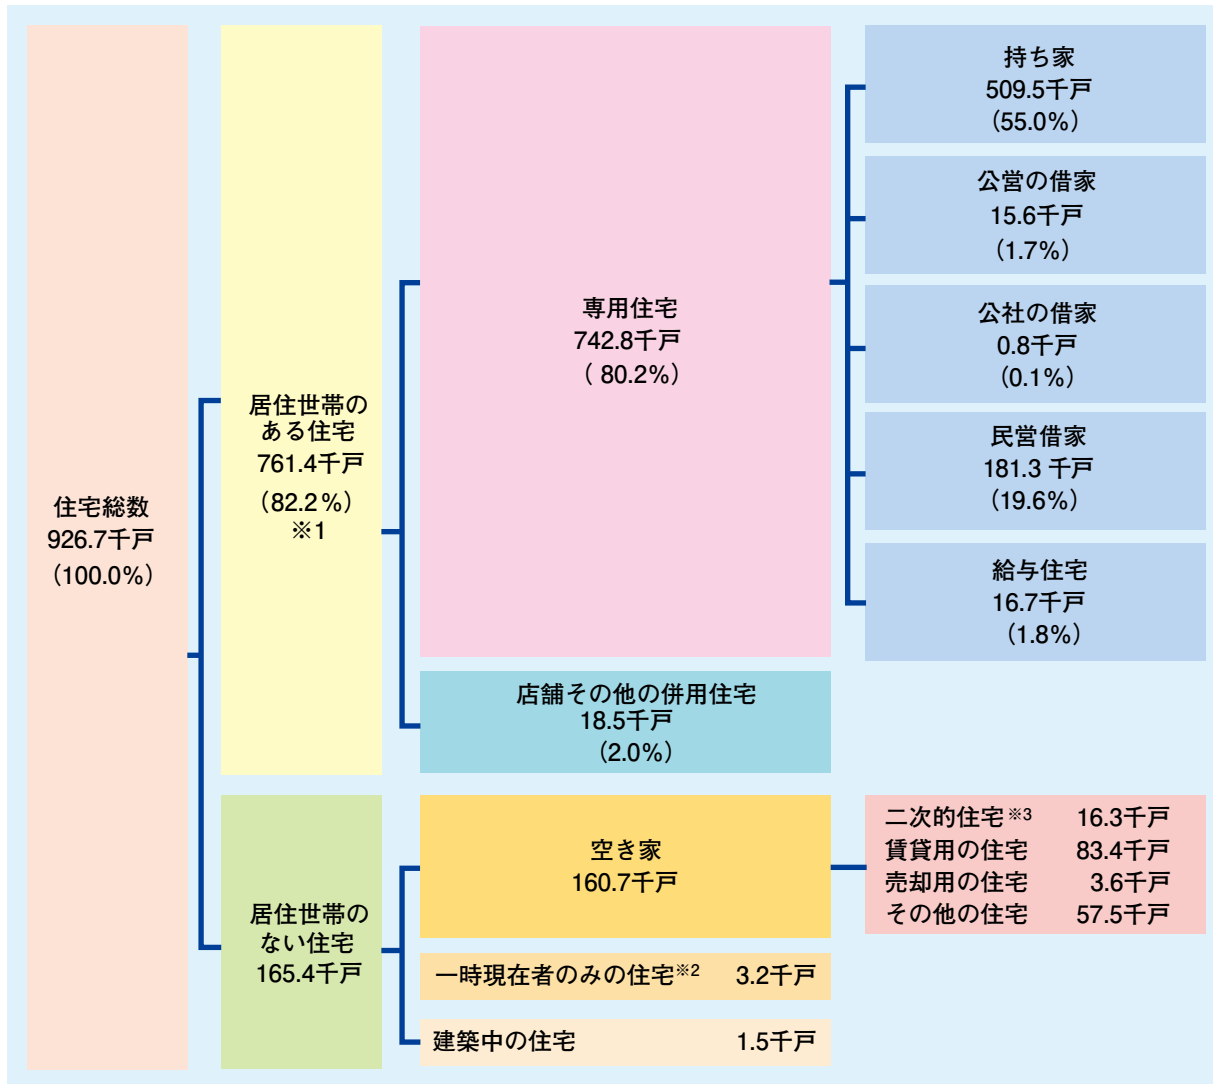 住宅総数
926.7千戸
(100.0%)
居住世帯の
ある住宅
761.4千戸
(82.2%)
※1
専用住宅
742.8千戸
( 80.2%)
持ち家
509.5千戸
(55.0%)
公営の借家
15.6千戸
(1.7%)
公社の借家
0.8千戸
(0.1%)
民営借家
181.3 千戸
(19.6%)
給与住宅
16.7千戸
(1.8%)
店舗その他の併用住宅
18.5千戸
(2.0%)
居住世帯の
ない住宅
165.4千戸
空き家
160.7千戸
二次的住宅※3 16.3千戸
賃貸用の住宅 83.4千戸
売却用の住宅 3.6千戸
その他の住宅 57.5千戸
一時現在者のみの住宅※2 3.2千戸
建築中の住宅 1.5千戸